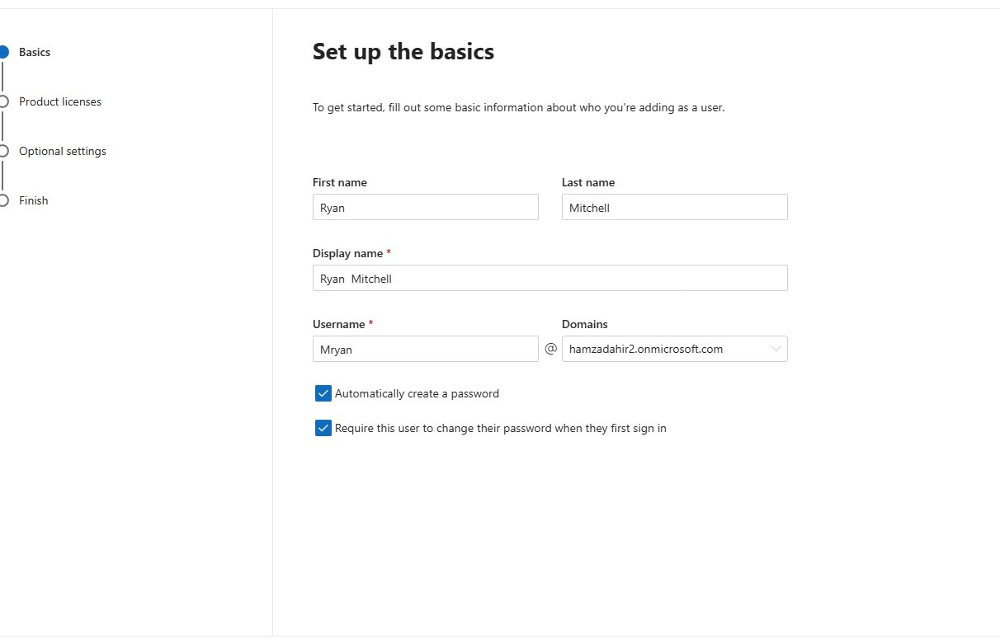 Basics
Product licenses
Optional settings
Finish
Set up the basics
To get started, fill out some basic information about who you're adding as a user.
First name
Last name
Ryan
Mitchell
Display name *
Ryan  Mitchell
Username *
Domains
Mryan
@
hamzadahir2.onmicrosoft.com
Automatically create a password
Require this user to change their password when they first sign in